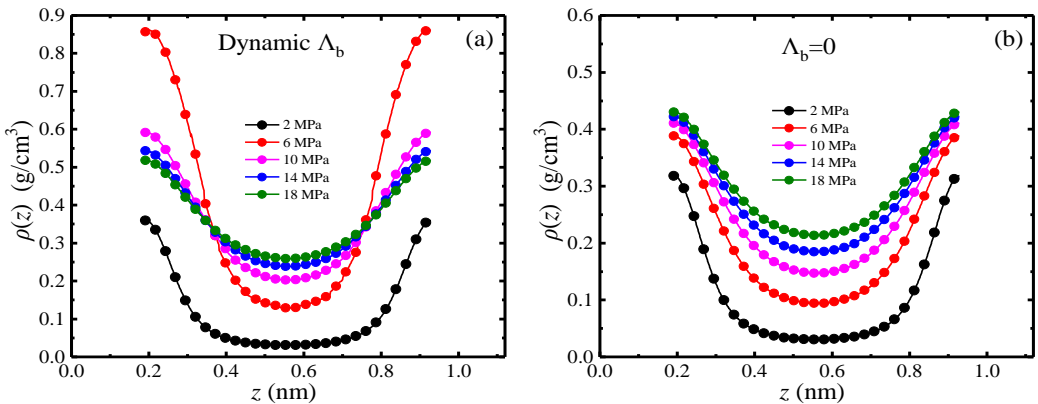 Dynamic Λb
(a)
2 MPa
6 MPa
10 MPa
14 MPa
18 MPa
0.9
0.8
0.7
0.6
0.5
0.4
0.3
0.2
0.1
0.0
ρ(z) (g/cm³)
0.0 0.2 0.4 0.6 0.8 1.0
z (nm)
Λb=0
(b)
2 MPa
6 MPa
10 MPa
14 MPa
18 MPa
0.6
0.5
0.4
0.3
0.2
0.1
0.0
ρ(z) (g/cm³)
0.0 0.2 0.4 0.6 0.8 1.0
z (nm)